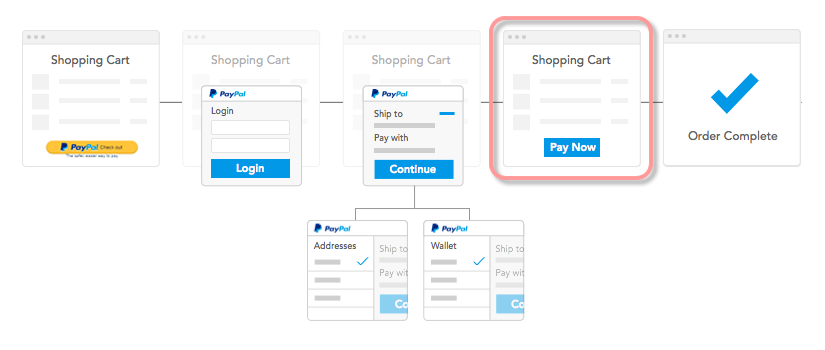 Shopping Cart
PayPal Check out
The safer, easier way to pay.
Shopping Cart
PayPal
Login
Login
Shopping Cart
PayPal
Ship to
Pay with
Continue
Shopping Cart
Pay Now
Order Complete
PayPal
Addresses
Ship to
Pay with
Co
PayPal
Wallet
Ship to
Pay with
Co